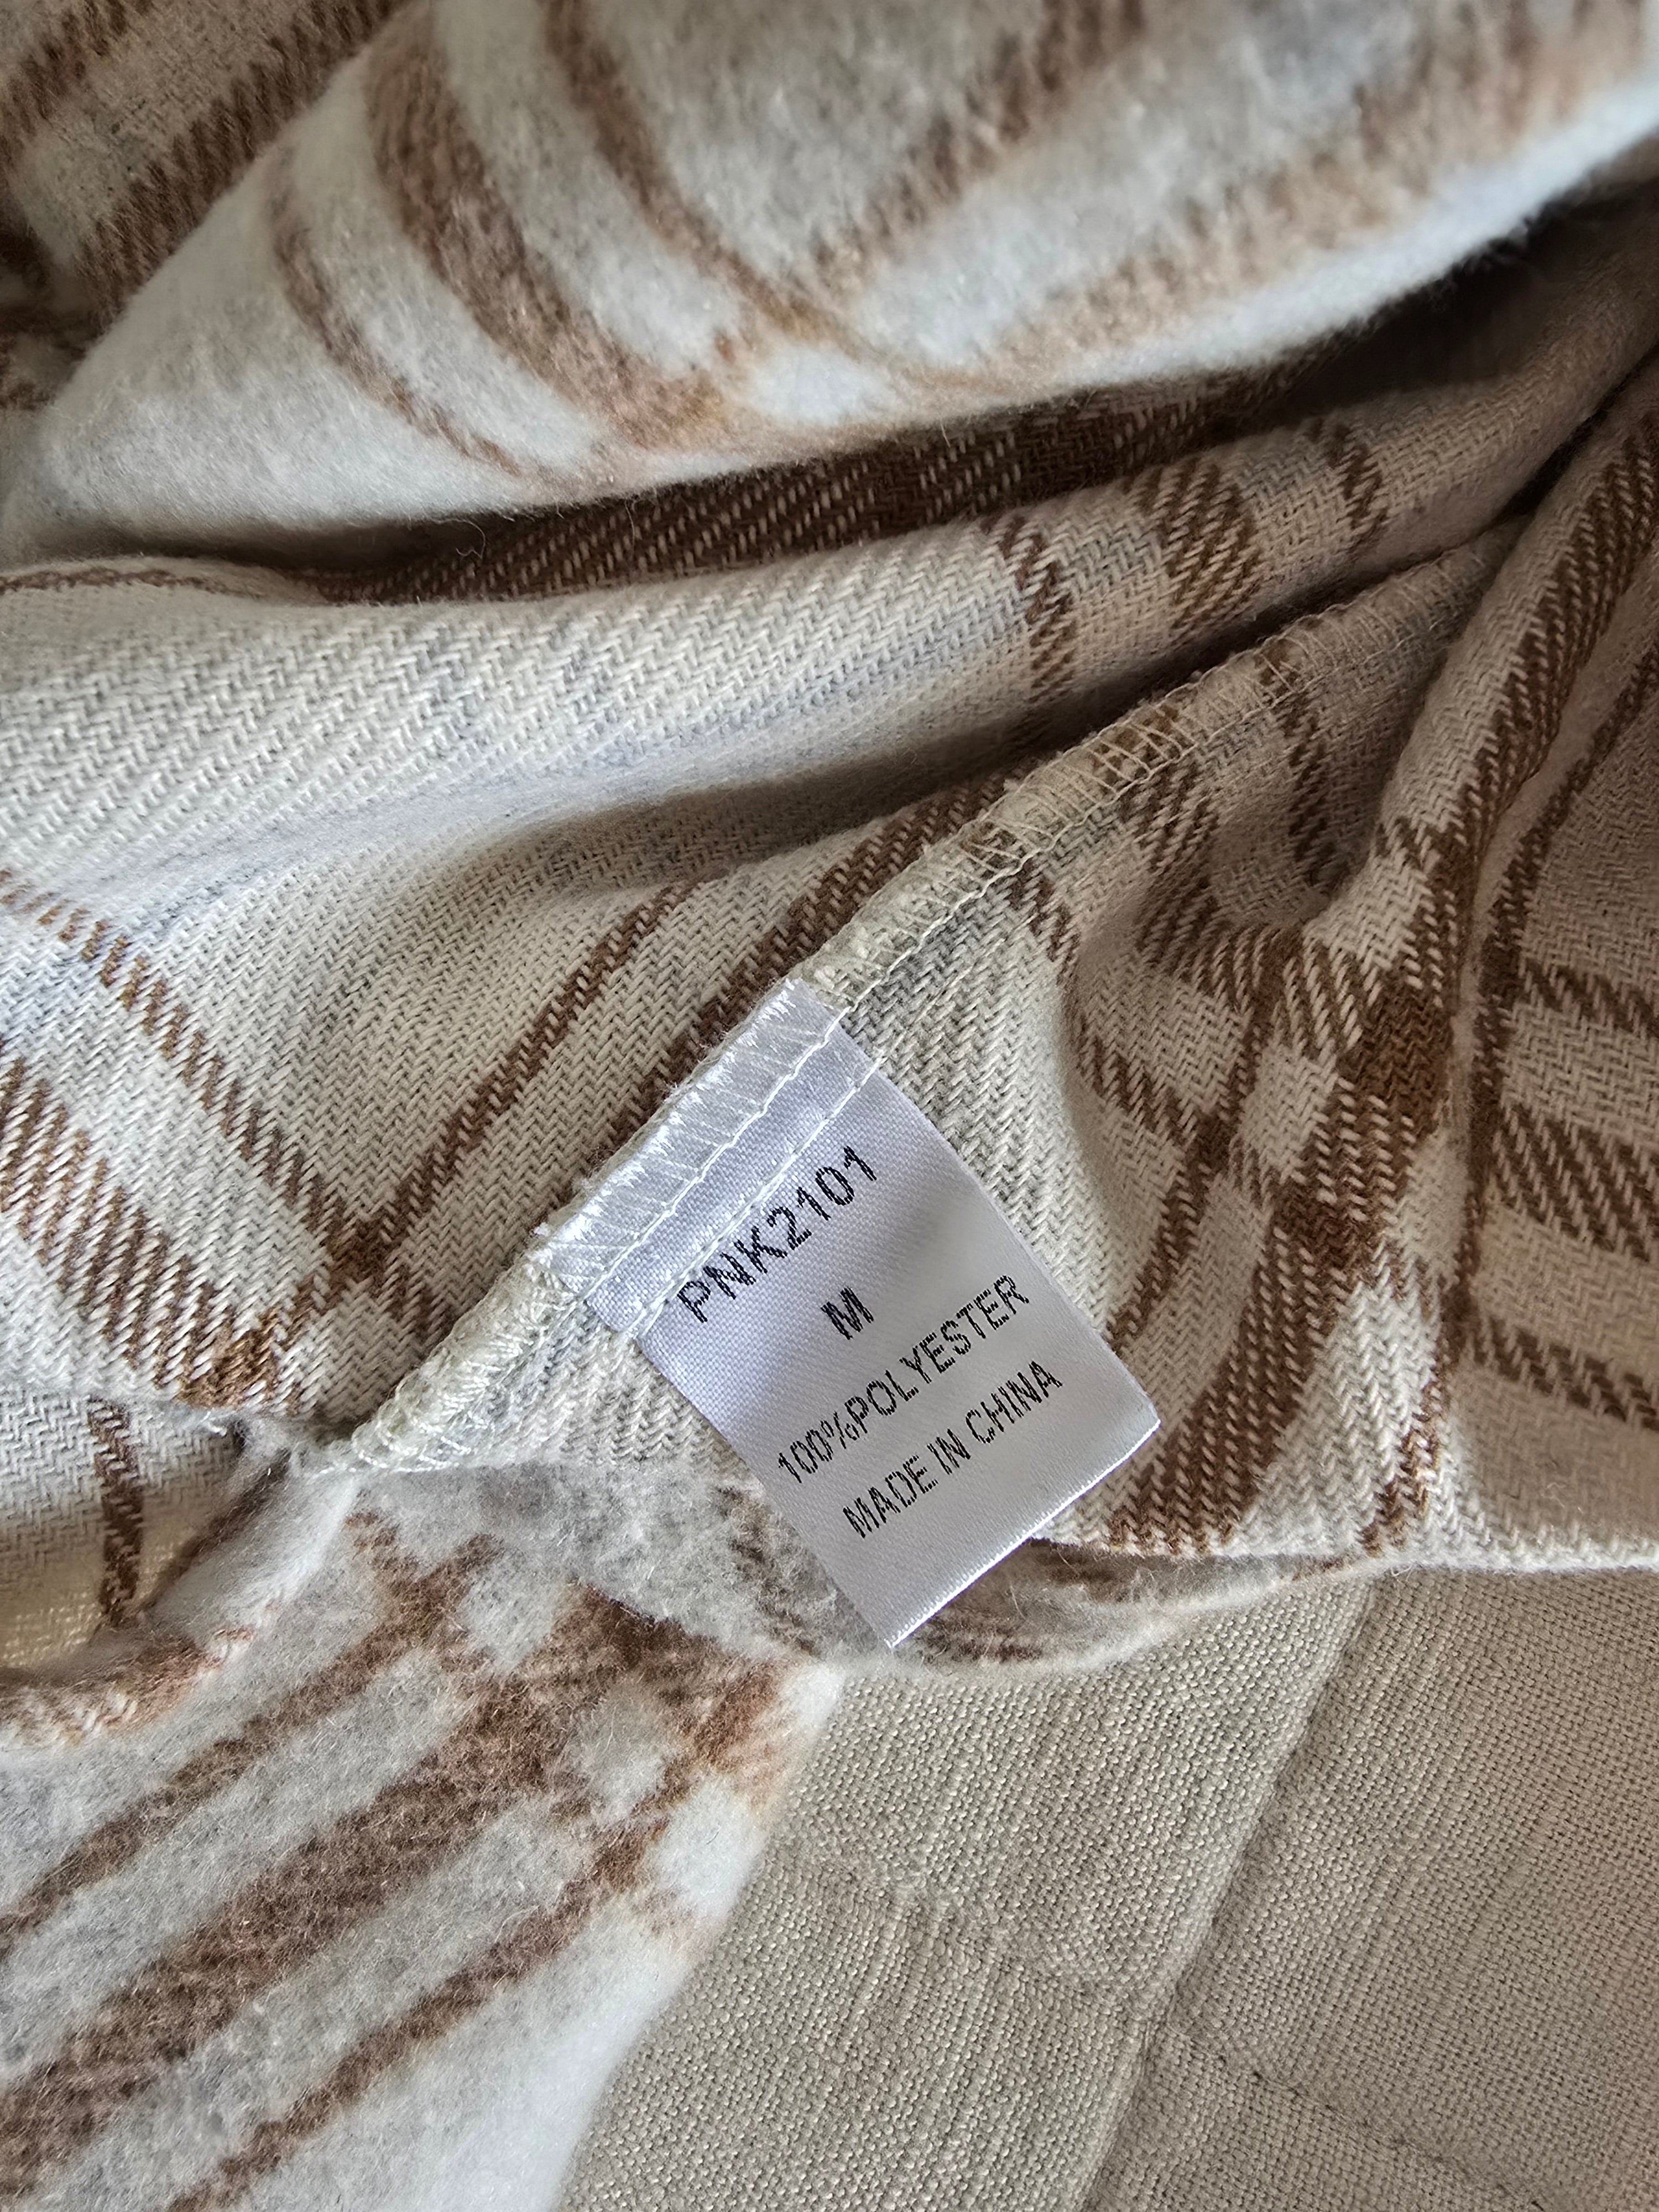 PNK2101
M
100%POLYESTER
MADE IN CHINA